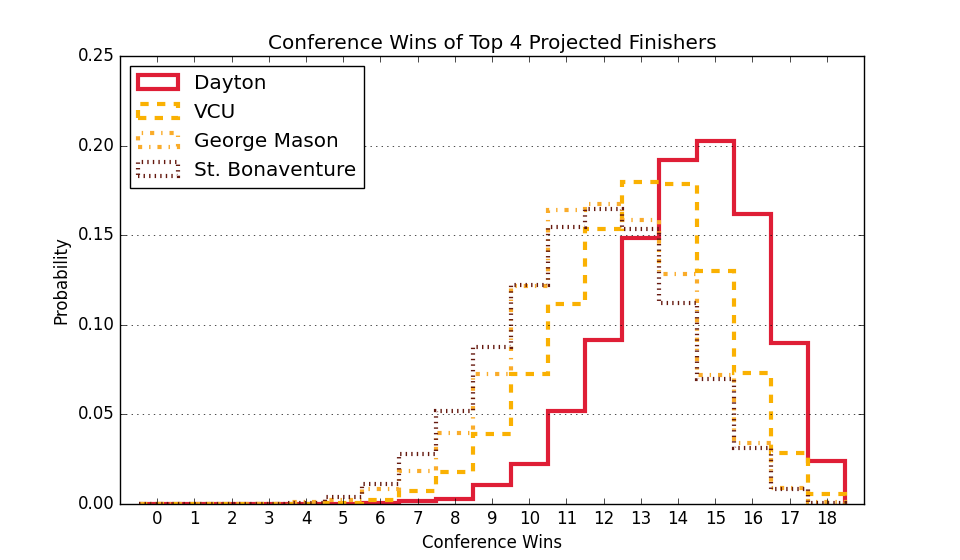 Conference Wins of Top 4 Projected Finishers
0.25
0.20
0.15
0.10
0.05
0.00
Probability
Dayton
VCU
George Mason
St. Bonaventure
0 1 2 3 4 5 6 7 8 9 10 11 12 13 14 15 16 17 18
Conference Wins